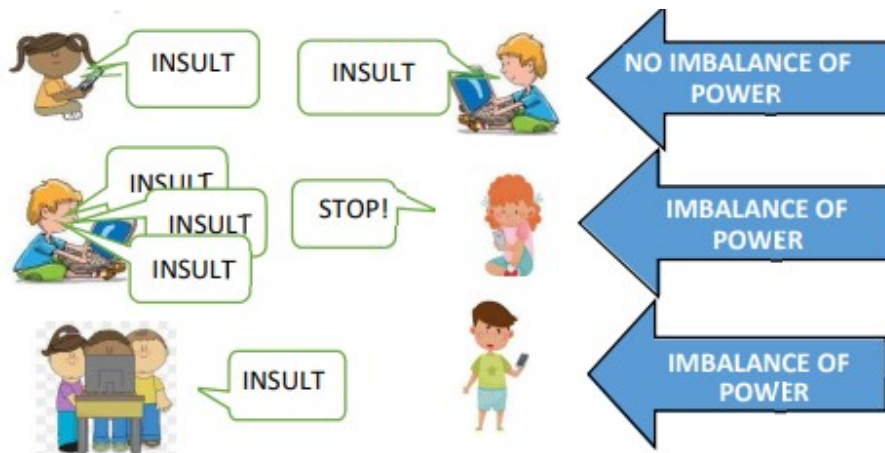 INSULT
INSULT
NO IMBALANCE OF
POWER
INSULT
INSULT
INSULT
STOP!
IMBALANCE OF
POWER
INSULT
IMBALANCE OF
POWER